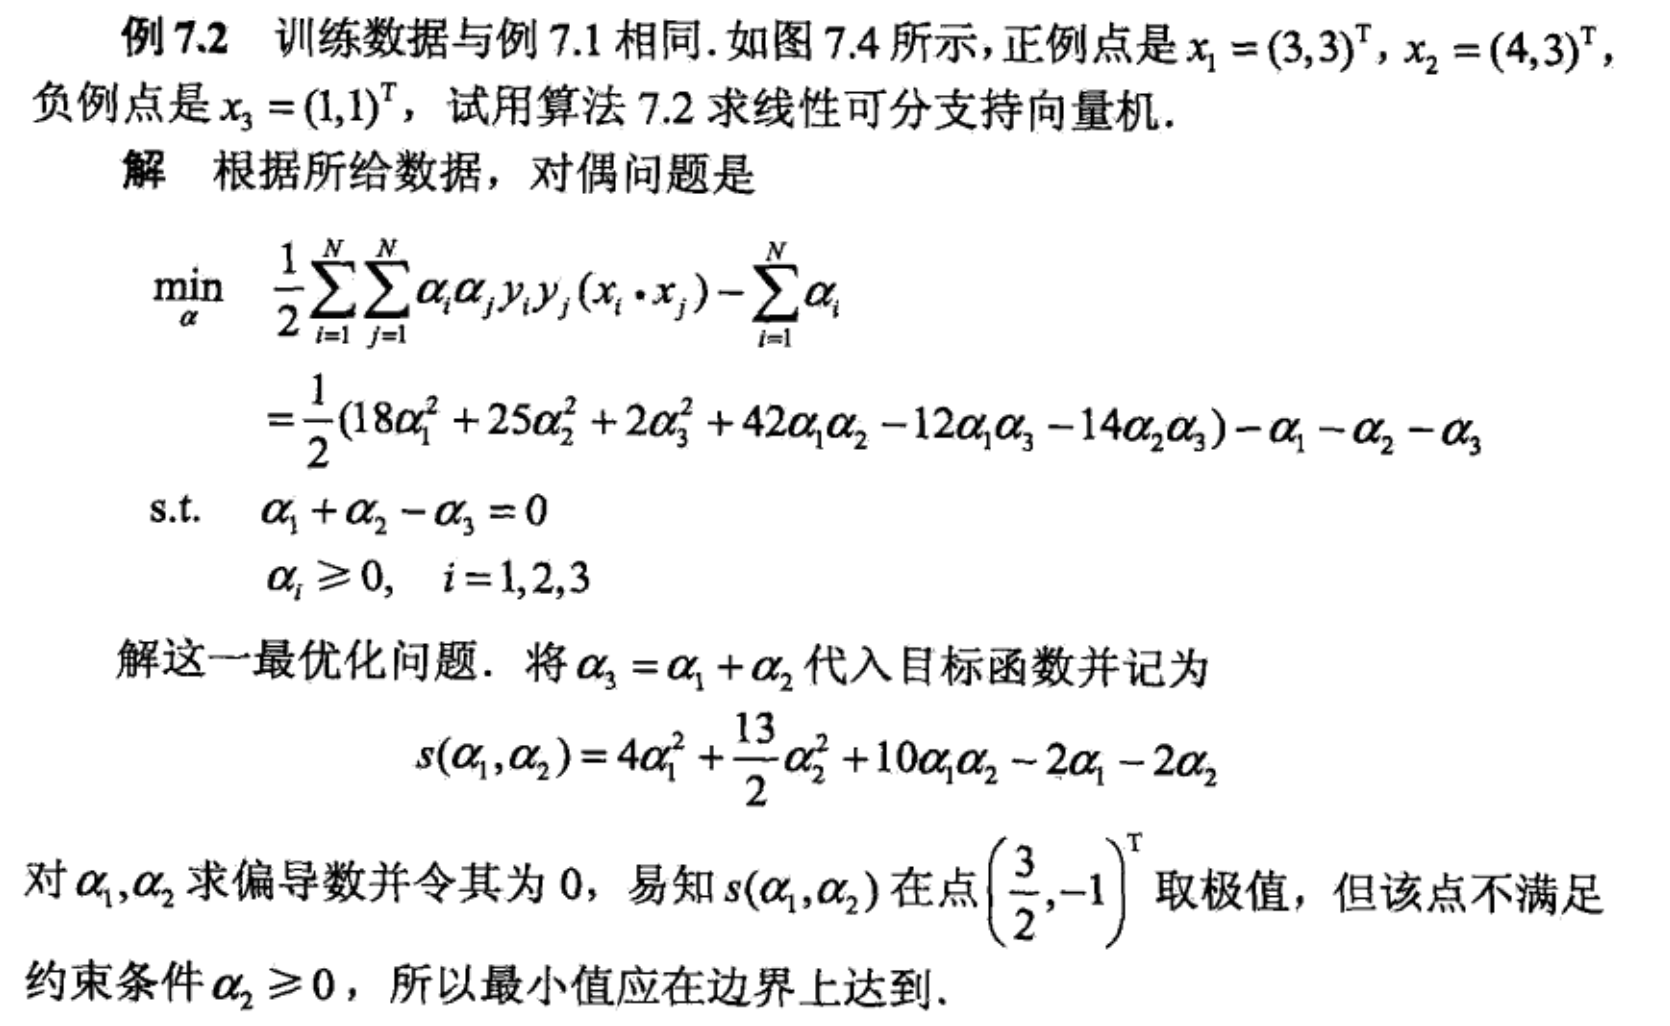 例 7.2 训练数据与例 7.1 相同. 如图 7.4 所示, 正例点是 $x_1 = (3,3)^{\mathrm{T}}$, $x_2 = (4,3)^{\mathrm{T}}$,
负例点是 $x_3 = (1,1)^{\mathrm{T}}$, 试用算法 7.2 求线性可分支持向量机.
解 根据所给数据, 对偶问题是
$\min\limits_{\alpha} \quad \frac{1}{2}\sum_{i=1}^{N}\sum_{j=1}^{N}\alpha_i\alpha_j y_i y_j (x_i \cdot x_j) - \sum_{i=1}^{N}\alpha_i$
$= \frac{1}{2}(18\alpha_1^2 + 25\alpha_2^2 + 2\alpha_3^2 + 42\alpha_1\alpha_2 - 12\alpha_1\alpha_3 - 14\alpha_2\alpha_3) - \alpha_1 - \alpha_2 - \alpha_3$
s.t. $\alpha_1 + \alpha_2 - \alpha_3 = 0$
$\alpha_i \geqslant 0, \quad i = 1,2,3$
解这一最优化问题. 将 $\alpha_3 = \alpha_1 + \alpha_2$ 代入目标函数并记为
$s(\alpha_1,\alpha_2) = 4\alpha_1^2 + \frac{13}{2}\alpha_2^2 + 10\alpha_1\alpha_2 - 2\alpha_1 - 2\alpha_2$
对 $\alpha_1,\alpha_2$ 求偏导数并令其为 0, 易知 $s(\alpha_1,\alpha_2)$ 在点 $\left(\frac{3}{2},-1\right)^{\mathrm{T}}$ 取极值, 但该点不满足
约束条件 $\alpha_2 \geqslant 0$, 所以最小值应在边界上达到.